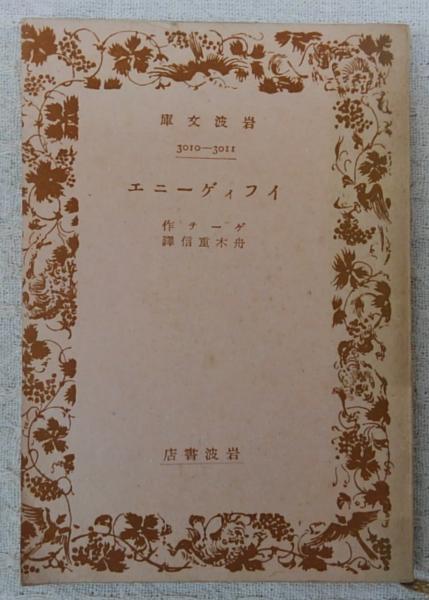 岩波文庫
3010—3011
イフィゲーニエ
ゲーテ作
舟木重信譯
岩波書店